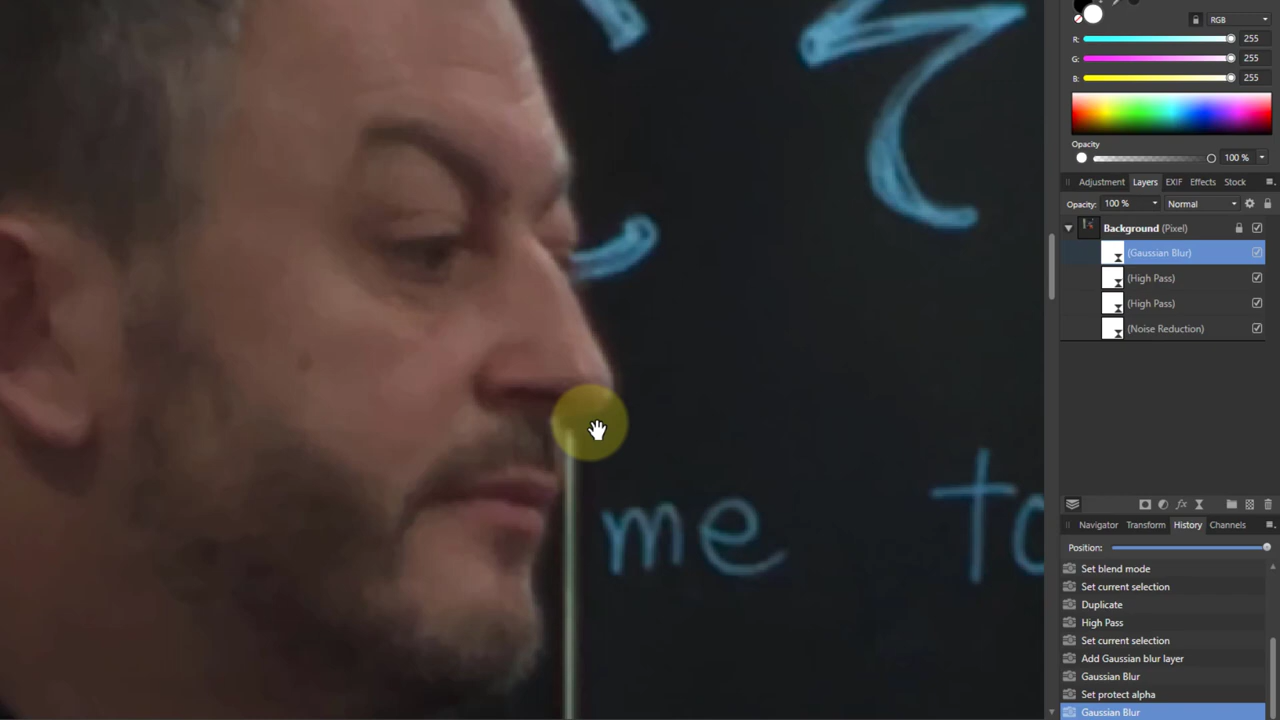 RGB
R: 255
G: 255
B: 255
Opacity
100 %
Adjustment Layers EXIF Effects Stock
Opacity: 100 % Normal
Background (Pixel)
(Gaussian Blur)
(High Pass)
(High Pass)
(Noise Reduction)
fx
me
Navigator Transform History Channels
Position:
Set blend mode
Set current selection
Duplicate
High Pass
Set current selection
Add Gaussian blur layer
Gaussian Blur
Set protect alpha
Gaussian Blur